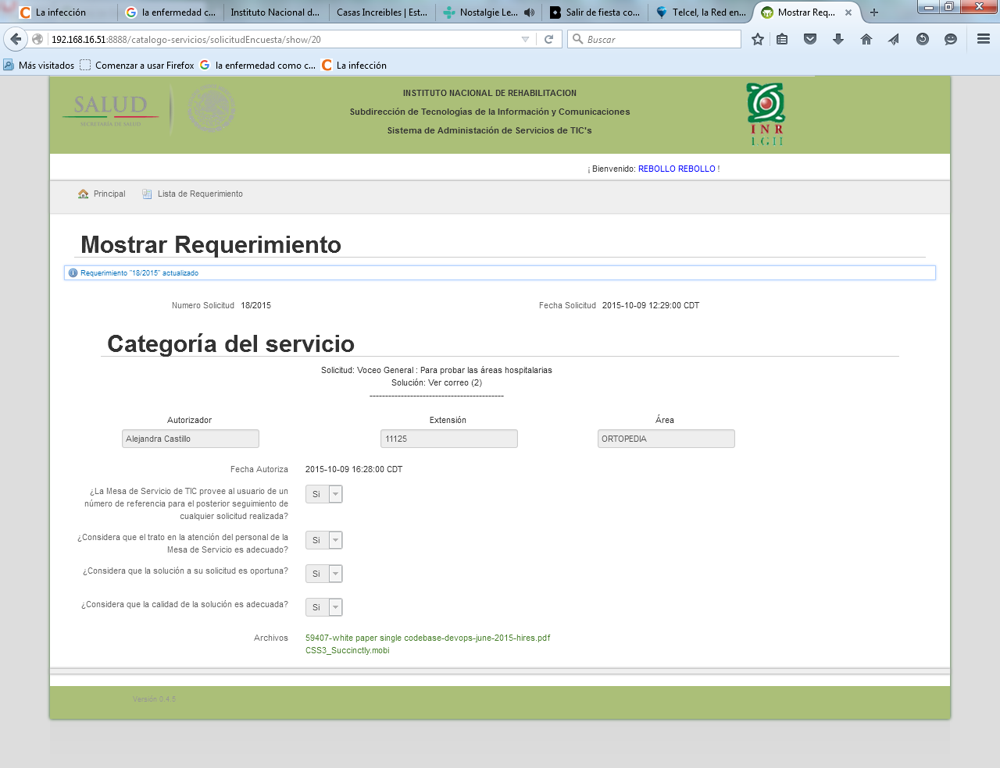 La infección
la enfermedad c...
Instituto Nacional d...
Casas Increibles | Est...
Nostalgie Le...
Salir de fiesta co...
Telcel, la Red en...
Mostrar Req...
192.168.16.51:8888/catalogo-servicios/solicitudEncuesta/show/20
Buscar
Más visitados
Comenzar a usar Firefox
la enfermedad como c...
La infección
SALUD
SECRETARÍA DE SALUD
INSTITUTO NACIONAL DE REHABILITACION
Subdirección de Tecnologías de la Información y Comunicaciones
Sistema de Administación de Servicios de TIC's
INR
¡ Bienvenido: REBOLLO REBOLLO !
Principal
Lista de Requerimiento
Mostrar Requerimiento
Requerimiento "18/2015" actualizado
Numero Solicitud 18/2015
Fecha Solicitud 2015-10-09 12:29:00 CDT
Categoría del servicio
Solicitud: Voceo General : Para probar las áreas hospitalarias
Solución: Ver correo (2)
-------------------------------------------
Autorizador
Extensión
Área
Alejandra Castillo
11125
ORTOPEDIA
Fecha Autoriza 2015-10-09 16:28:00 CDT
¿La Mesa de Servicio de TIC provee al usuario de un
número de referencia para el posterior seguimiento de
cualquier solicitud realizada?
Si
¿Considera que el trato en la atención del personal de la
Mesa de Servicio es adecuado?
Si
¿Considera que la solución a su solicitud es oportuna?
Si
¿Considera que la calidad de la solución es adecuada?
Si
Archivos
59407-white paper single codebase-devops-june-2015-hires.pdf
CSS3_Succinctly.mobi
Versión 0.4.5